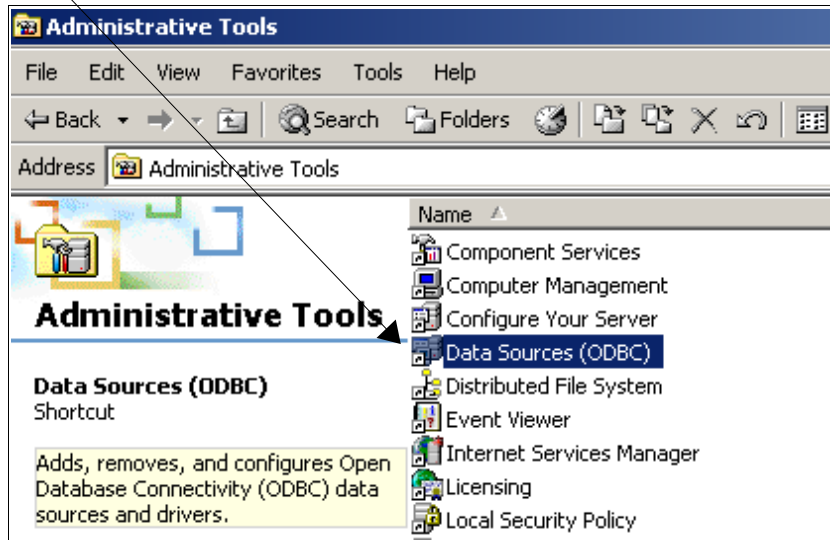 Administrative Tools
File Edit View Favorites Tools Help
Back Search Folders
Address Administrative Tools
Administrative Tools
Data Sources (ODBC)
Shortcut
Adds, removes, and configures Open
Database Connectivity (ODBC) data
sources and drivers.
Name
Component Services
Computer Management
Configure Your Server
Data Sources (ODBC)
Distributed File System
Event Viewer
Internet Services Manager
Licensing
Local Security Policy